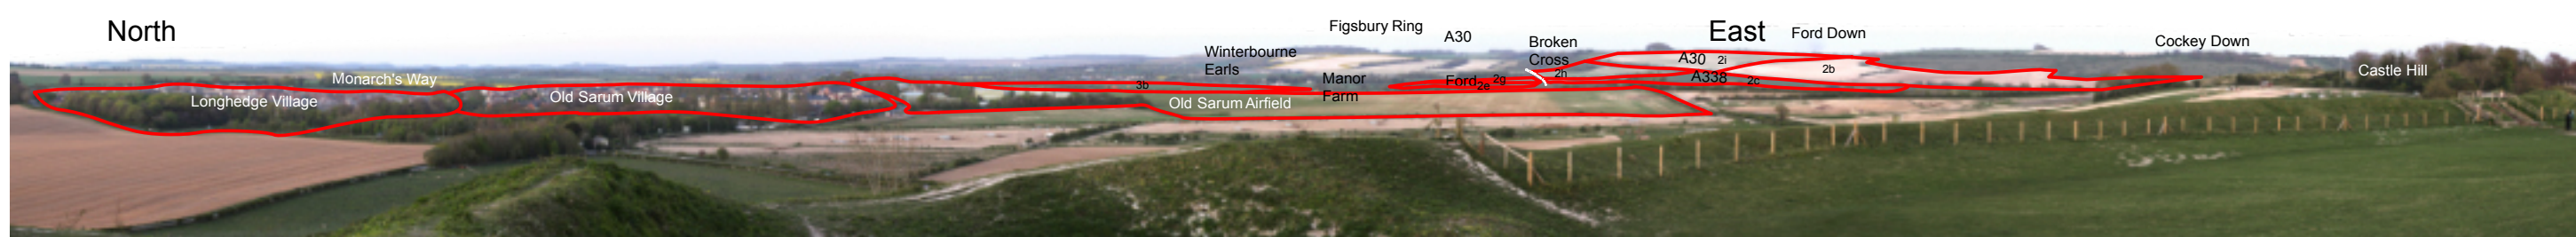 North
Monarch's Way
Longhedge Village
Old Sarum Village
3b
Winterbourne
Earls
Old Sarum Airfield
Figsbury Ring
Manor
Farm
A30
Ford
2e
2g
Broken
Cross
2h
East
A30
2i
A338
2c
Ford Down
2b
Cockey Down
Castle Hill